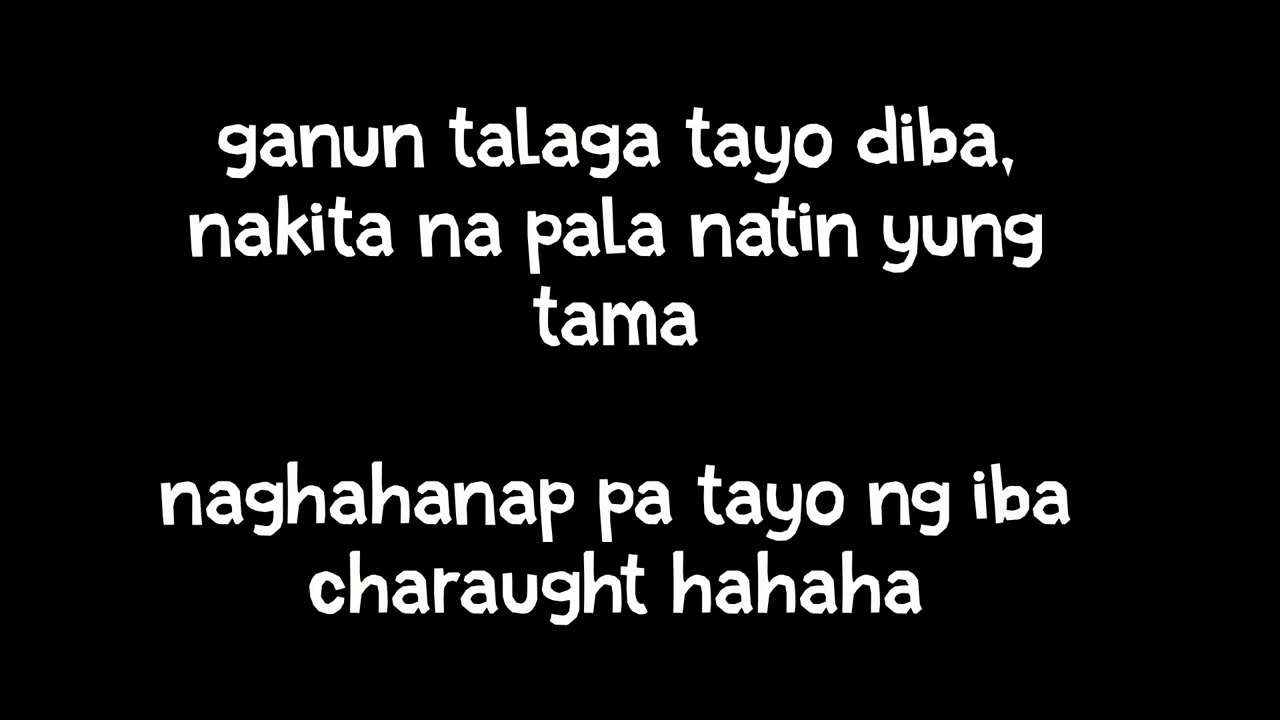 ganun talaga tayo diba,
nakita na pala natin yung
tama
naghahanap pa tayo ng iba
charaught hahaha